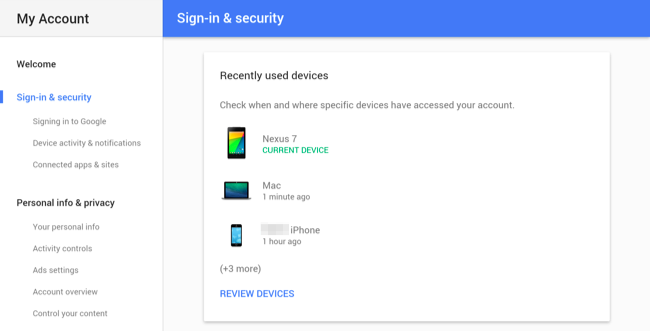 My Account
Sign-in & security
Welcome
Sign-in & security
Signing in to Google
Device activity & notifications
Connected apps & sites
Personal info & privacy
Your personal info
Activity controls
Ads settings
Account overview
Control your content
Recently used devices
Check when and where specific devices have accessed your account.
Nexus 7
CURRENT DEVICE
Mac
1 minute ago
iPhone
1 hour ago
(+3 more)
REVIEW DEVICES